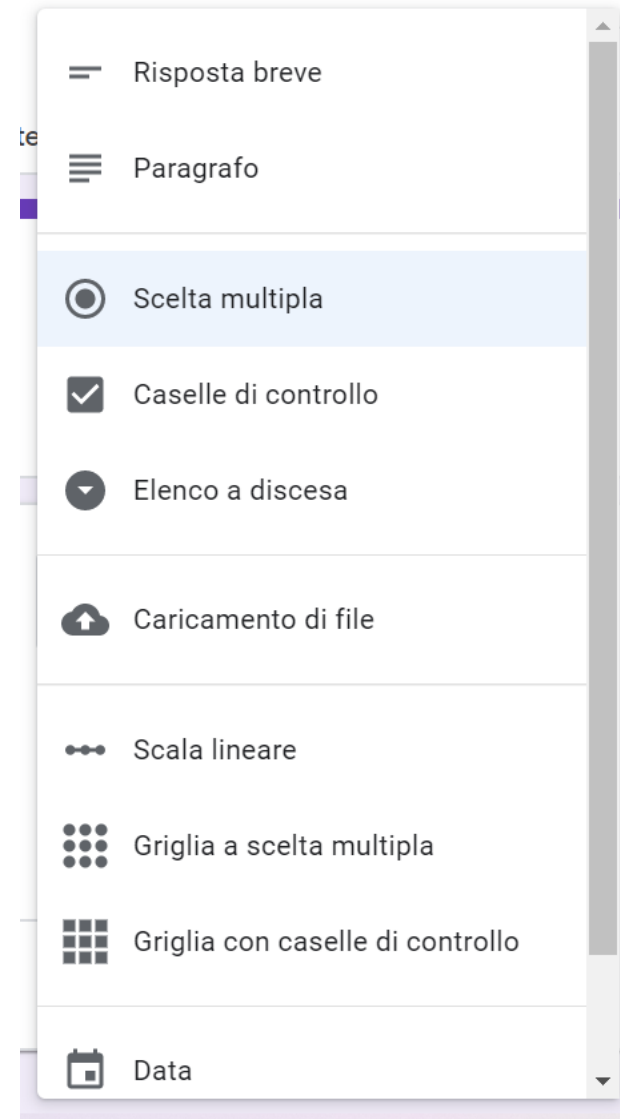 Risposta breve
Paragrafo
Scelta multipla
Caselle di controllo
Elenco a discesa
Caricamento di file
Scala lineare
Griglia a scelta multipla
Griglia con caselle di controllo
Data